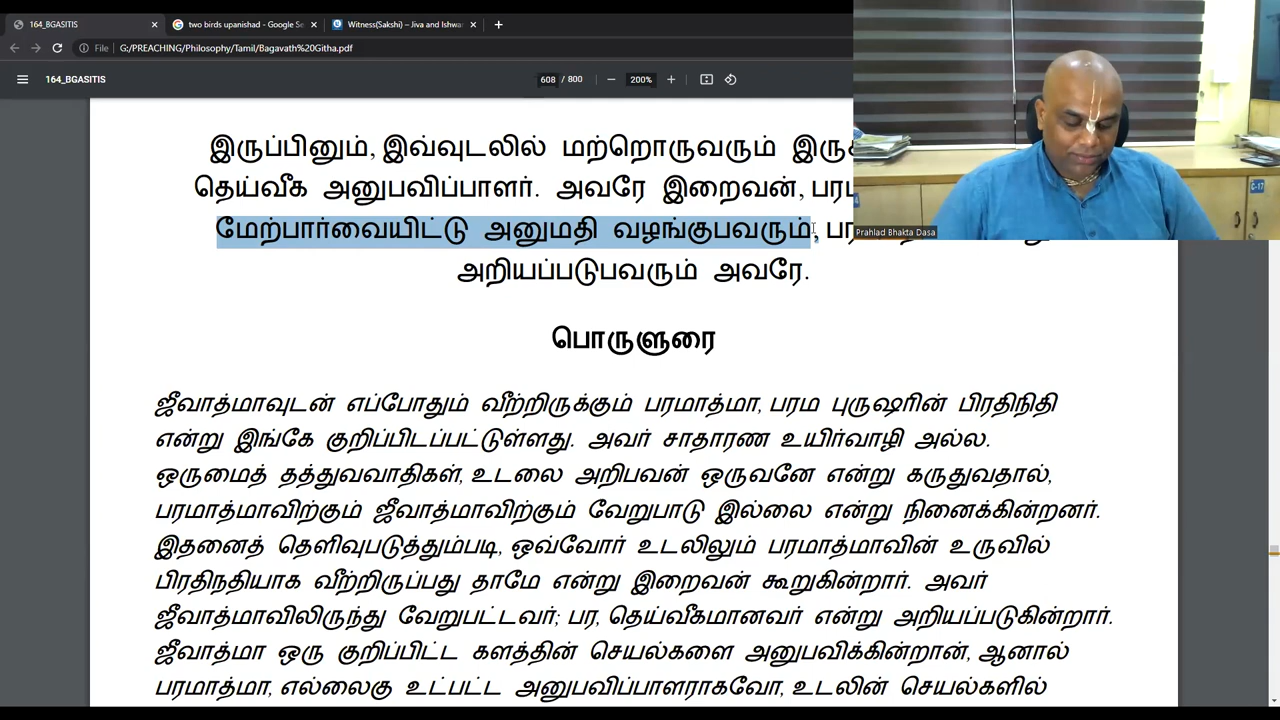 164_BGASITIS
two birds upanishad - Google Se
Witness(Sakshi) – Jiva and Ishwa
File
G:/PREACHING/Philosophy/Tamil/Bagavath%20Githa.pdf
164_BGASITIS
608 / 800
200%
இருப்பினும், இவ்வுடலில் மற்றொருவரும்
தெய்வீக அனுபவிப்பாளர். அவரே இறைவன்,
மேற்பார்வையிட்டு அனுமதி வழங்குபவரும்,
அறியப்படுபவரும் அவரே.
பொருளுரை
ஜீவாத்மாவுடன் எப்போதும் வீற்றிருக்கும் பரமாத்மா, பரம புருஷரின் பிரதிநிதி
என்று இங்கே குறிப்பிடப்பட்டுள்ளது. அவர் சாதாரண உயிர்வாழி அல்ல.
ஒருமைத் தத்துவவாதிகள், உடலை அறிபவன் ஒருவனே என்று கருதுவதால்,
பரமாத்மாவிற்கும் ஜீவாத்மாவிற்கும் வேறுபாடு இல்லை என்று நினைக்கின்றனர்.
இதனைத் தெளிவுபடுத்தும்படி, ஒவ்வோர் உடலிலும் பரமாத்மாவின் உருவில்
பிரதிநதியாக வீற்றிருப்பது தாமே என்று இறைவன் கூறுகின்றார். அவர்
ஜீவாத்மாவிலிருந்து வேறுபட்டவர்; பர, தெய்வீகமானவர் என்று அறியப்படுகின்றார்.
ஜீவாத்மா ஒரு குறிப்பிட்ட களத்தின் செயல்களை அனுபவிக்கின்றான், ஆனால்
பரமாத்மா, எல்லைகு உட்பட்ட அனுபவிப்பாளராகவோ, உடலின் செயல்களில்
C-17
Prahlad Bhakta Dasa